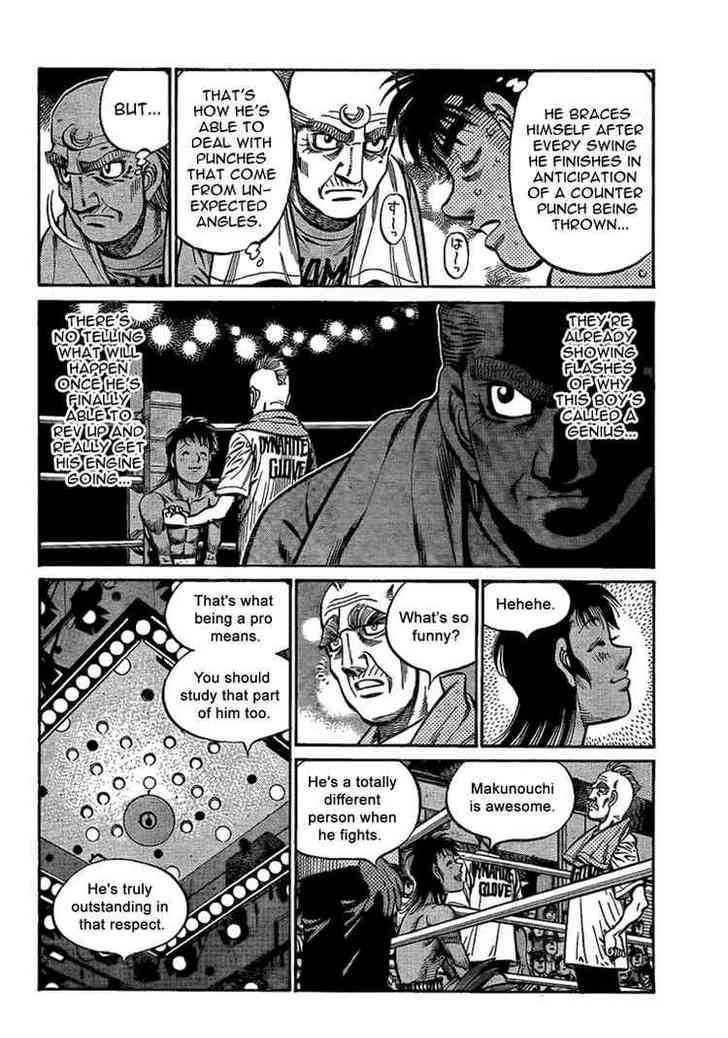 HE BRACES
HIMSELF AFTER
EVERY SWING
HE FINISHES IN
ANTICIPATION
OF A COUNTER
PUNCH BEING
THROWN...
は〜っ
す〜っ
THAT'S
HOW HE'S
ABLE TO
DEAL WITH
PUNCHES
THAT COME
FROM UN-
EXPECTED
ANGLES.
BUT...
THEY'RE
ALREADY
SHOWING
FLASHES
OF WHY
THIS BOY'S
CALLED A
GENIUS...
THERE'S
NO TELLING
WHAT WILL
HAPPEN
ONCE HE'S
FINALLY
ABLE TO
REV UP AND
REALLY GET
HIS ENGINE
GOING...
DYNAMITE
GLOVE
Hehehe.
What's so
funny?
Makunouchi
is awesome.
He's a totally
different
person when
he fights.
DYNAMITE
GLOVE
That's what
being a pro
means.
You should
study that part
of him too.
He's truly
outstanding in
that respect.